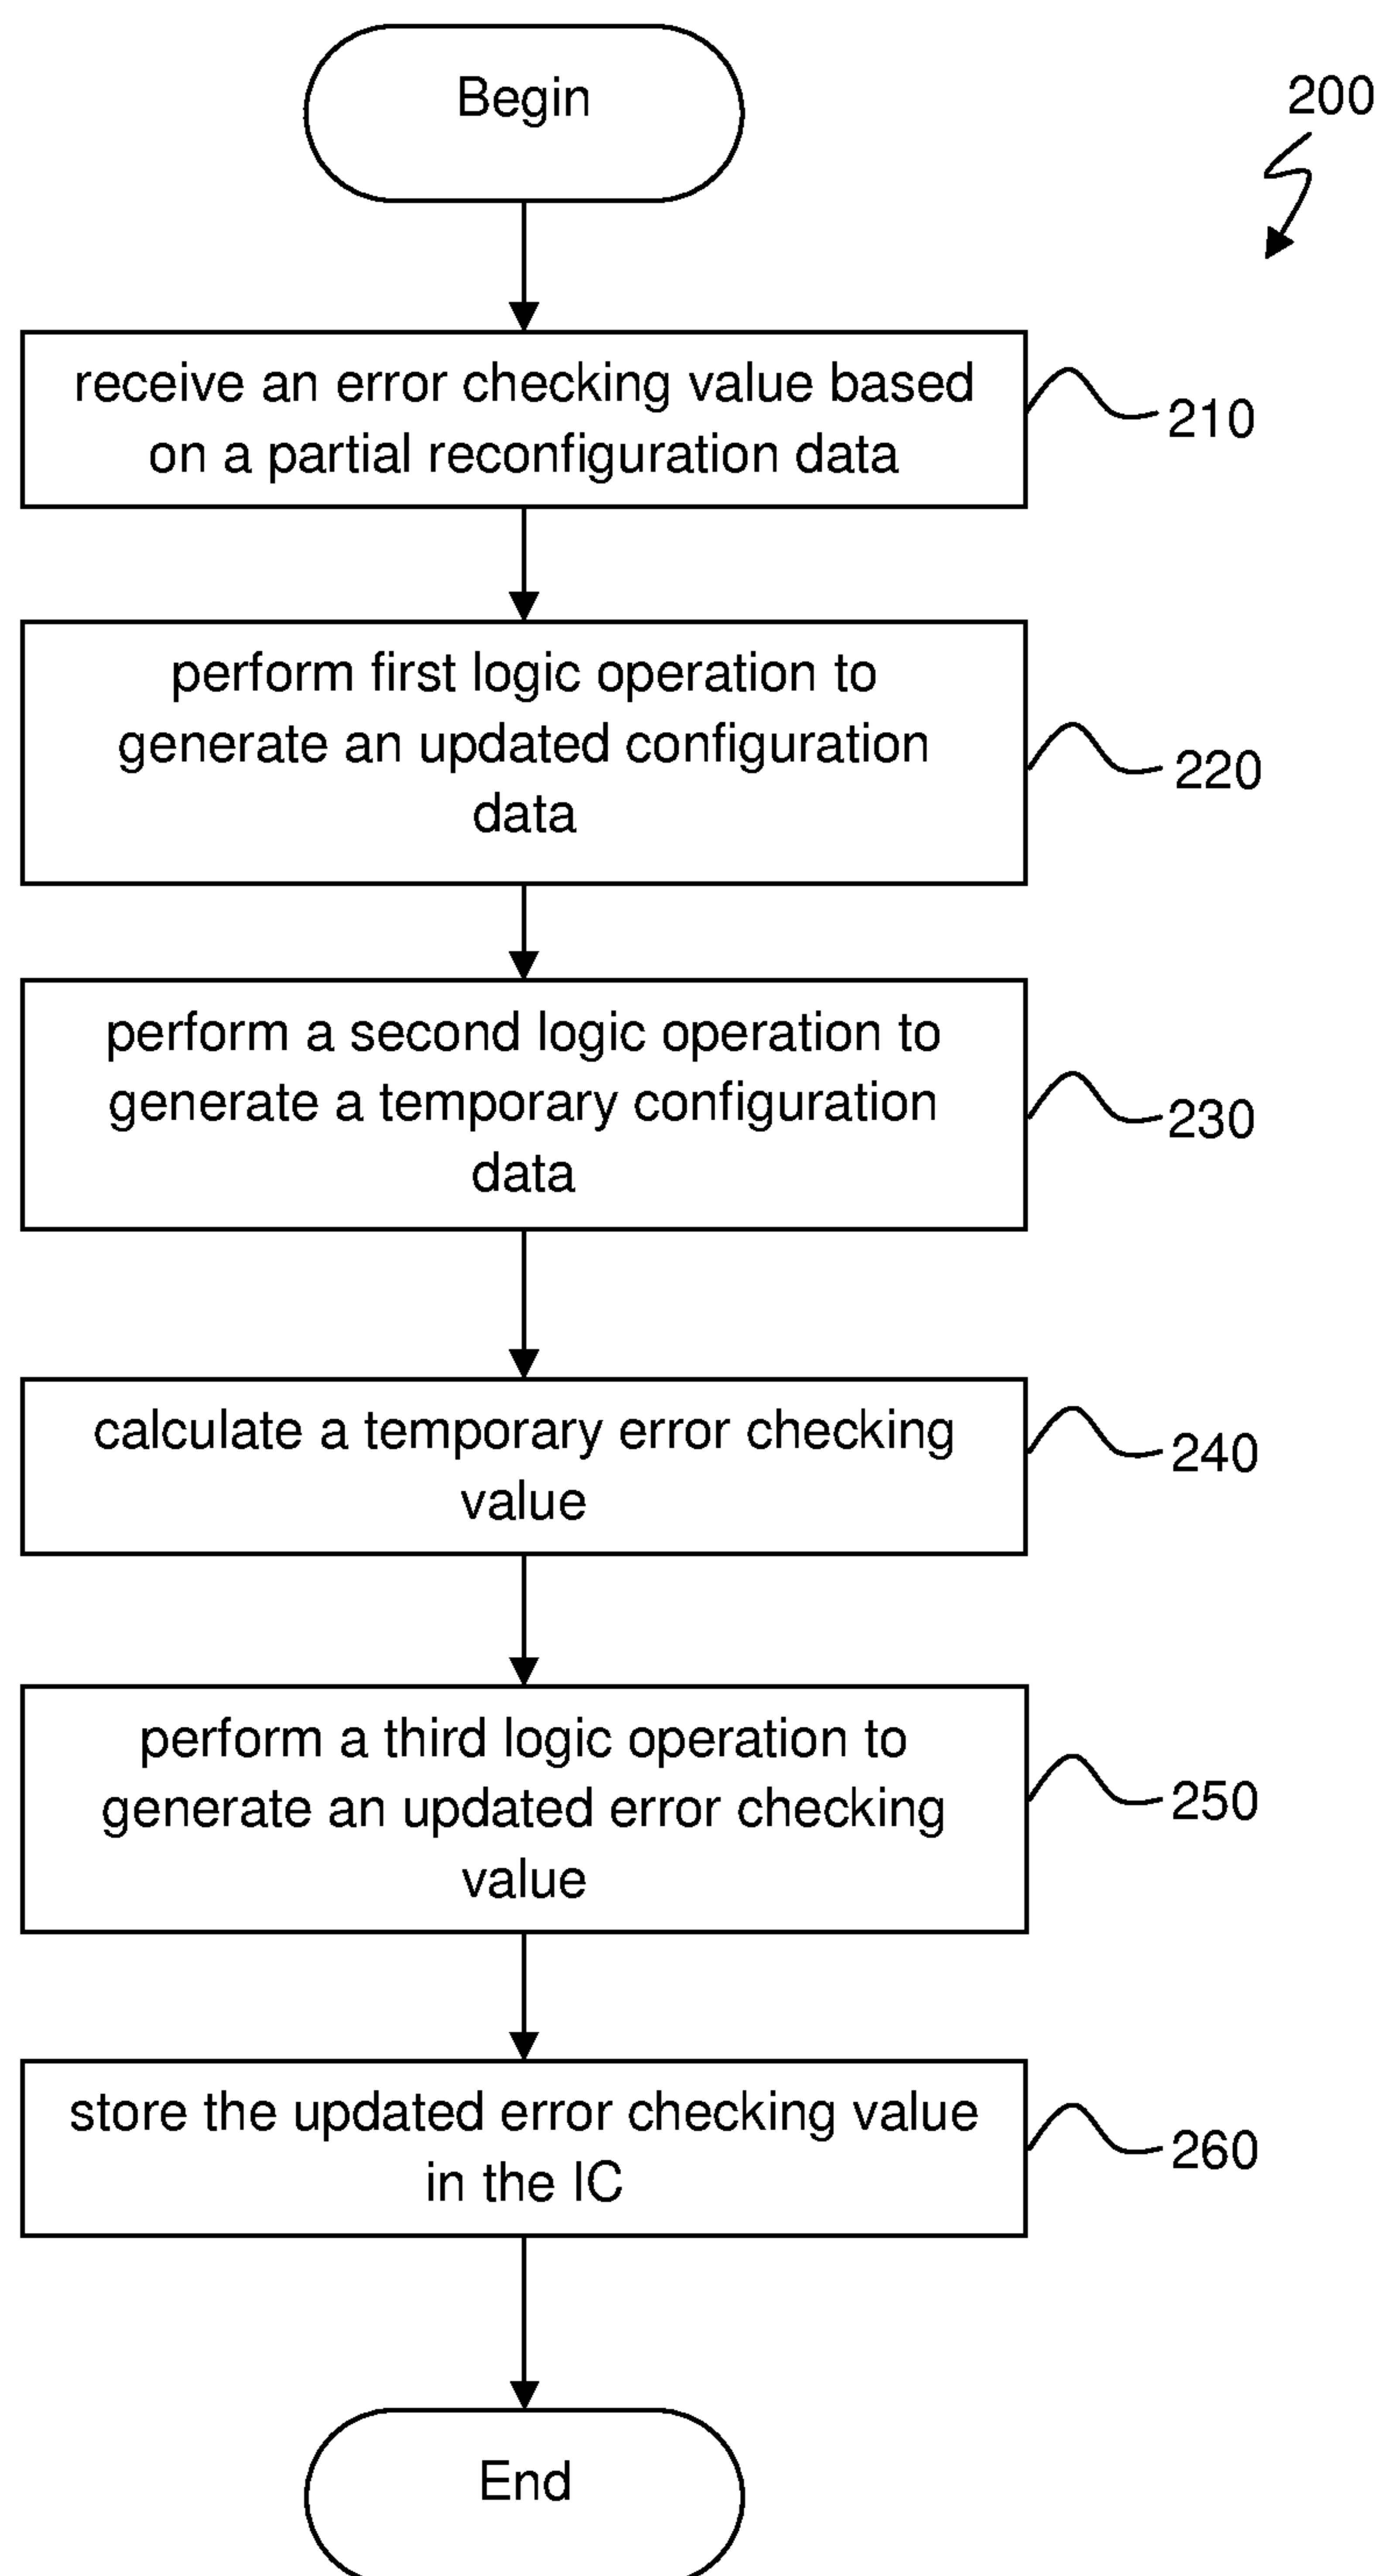 Begin
200
receive an error checking value based
on a partial reconfiguration data
210
perform first logic operation to
generate an updated configuration
data
220
perform a second logic operation to
generate a temporary configuration
data
230
calculate a temporary error checking
value
240
perform a third logic operation to
generate an updated error checking
value
250
store the updated error checking value
in the IC
260
End